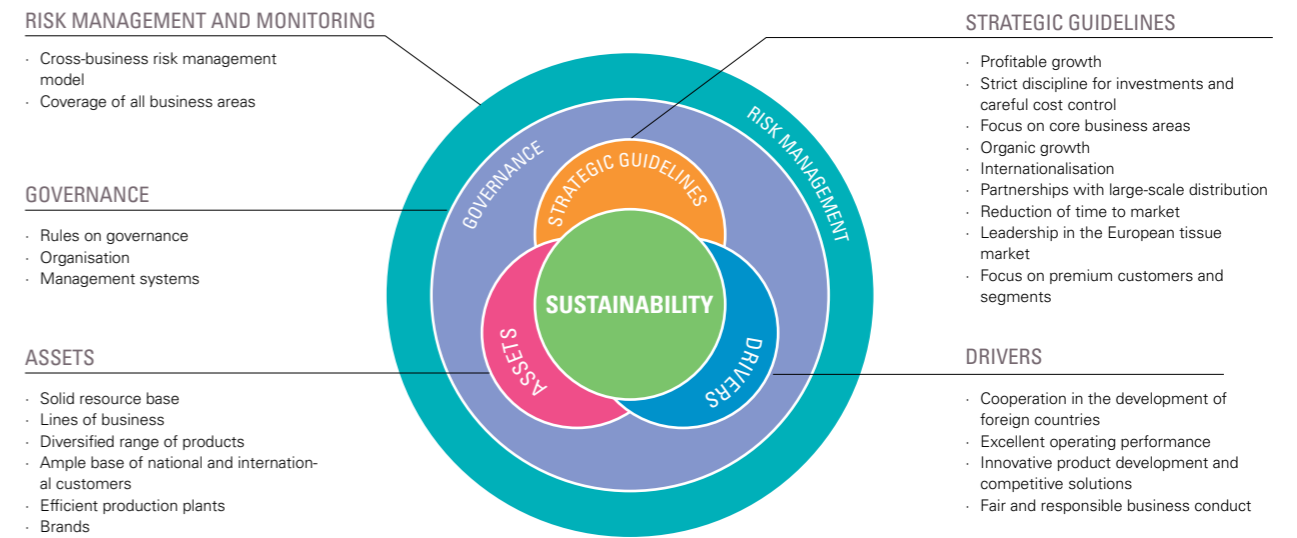 RISK MANAGEMENT AND MONITORING
· Cross-business risk management
model
· Coverage of all business areas
GOVERNANCE
· Rules on governance
· Organisation
· Management systems
ASSETS
· Solid resource base
· Lines of business
· Diversified range of products
· Ample base of national and internation-
al customers
· Efficient production plants
· Brands
RISK MANAGEMENT
GOVERNANCE
STRATEGIC GUIDELINES
SUSTAINABILITY
ASSETS
DRIVERS
STRATEGIC GUIDELINES
· Profitable growth
· Strict discipline for investments and
careful cost control
· Focus on core business areas
· Organic growth
· Internationalisation
· Partnerships with large-scale distribution
· Reduction of time to market
· Leadership in the European tissue
market
· Focus on premium customers and
segments
DRIVERS
· Cooperation in the development of
foreign countries
· Excellent operating performance
· Innovative product development and
competitive solutions
· Fair and responsible business conduct